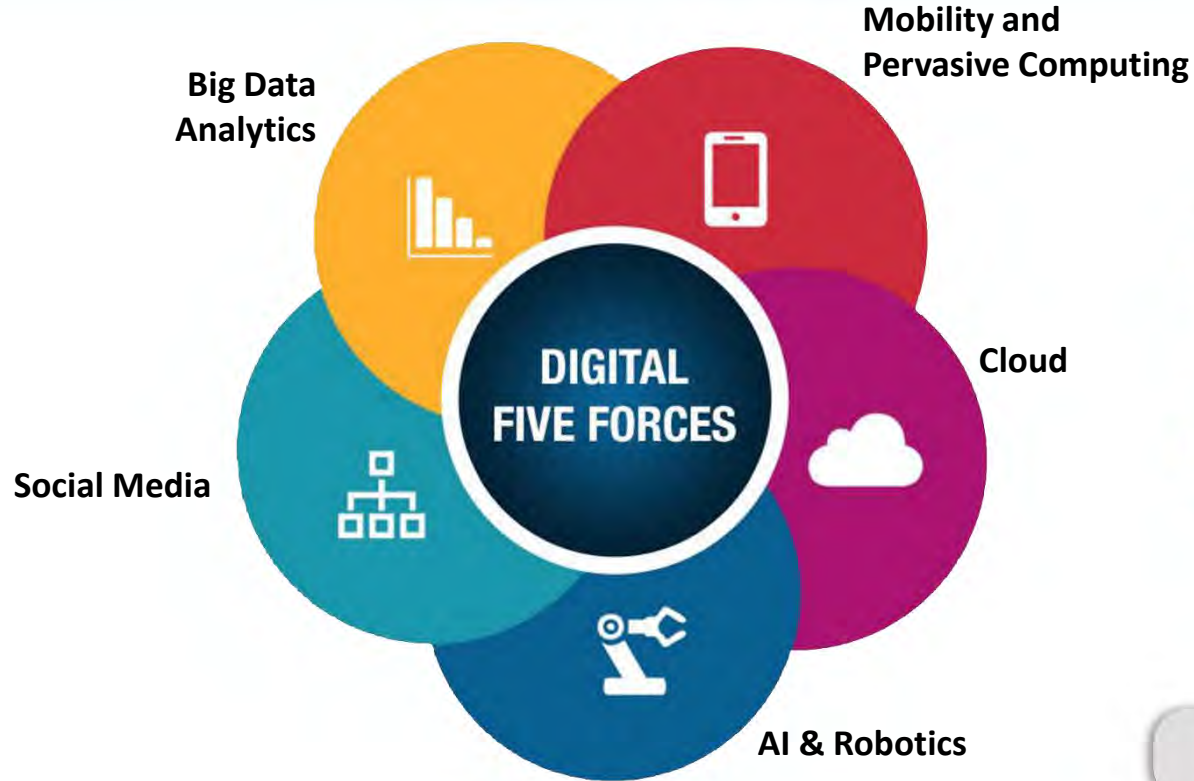 Mobility and
Pervasive Computing
Big Data
Analytics
DIGITAL
FIVE FORCES
Cloud
Social Media
AI & Robotics